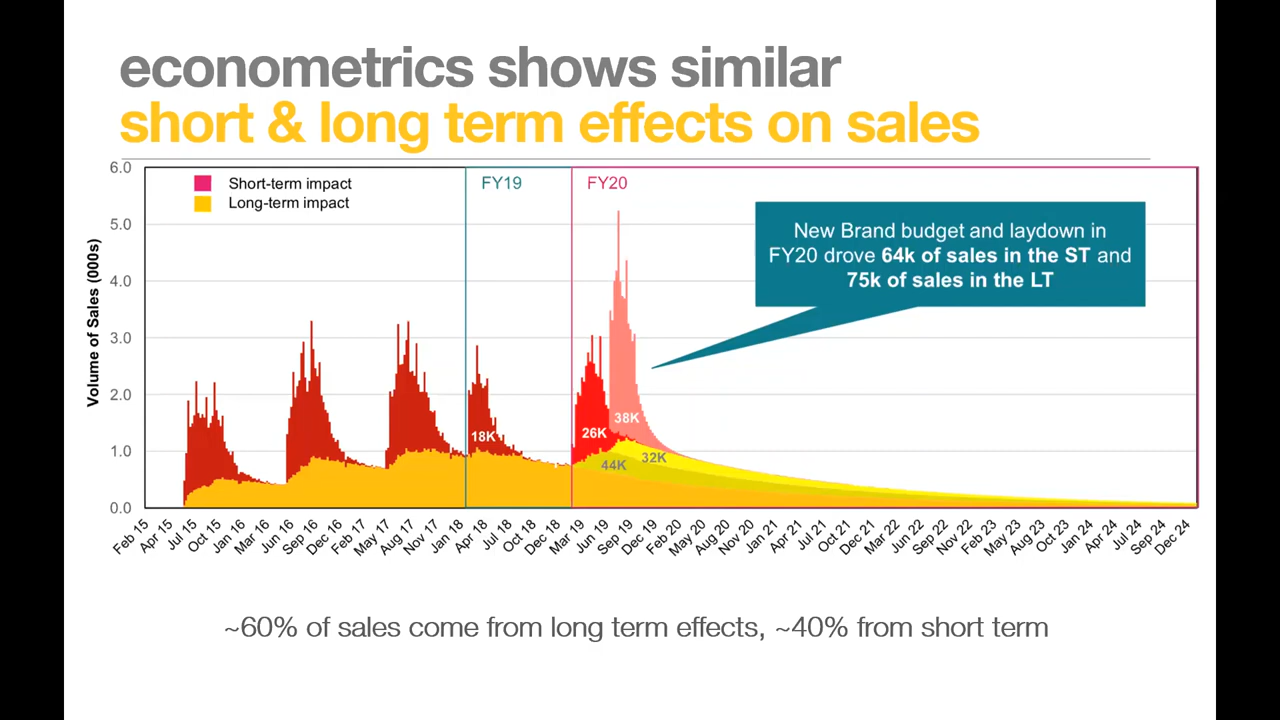 econometrics shows similar
short & long term effects on sales
6.0
5.0
4.0
3.0
2.0
1.0
0.0
Volume of Sales (000s)
Short-term impact
Long-term impact
FY19
FY20
New Brand budget and laydown in
FY20 drove 64k of sales in the ST and
75k of sales in the LT
18K
26K
38K
44K
32K
Feb 15
Apr 15
Jul 15
Oct 15
Jan 16
Mar 16
Jun 16
Sep 16
Dec 16
Feb 17
May 17
Aug 17
Nov 17
Jan 18
Apr 18
Jul 18
Oct 18
Dec 18
Mar 19
Jun 19
Sep 19
Dec 19
Feb 20
May 20
Aug 20
Nov 20
Jan 21
Apr 21
Jul 21
Oct 21
Dec 21
Mar 22
Jun 22
Sep 22
Nov 22
Feb 23
May 23
Aug 23
Oct 23
Jan 24
Apr 24
Jul 24
Sep 24
Dec 24
~60% of sales come from long term effects, ~40% from short term